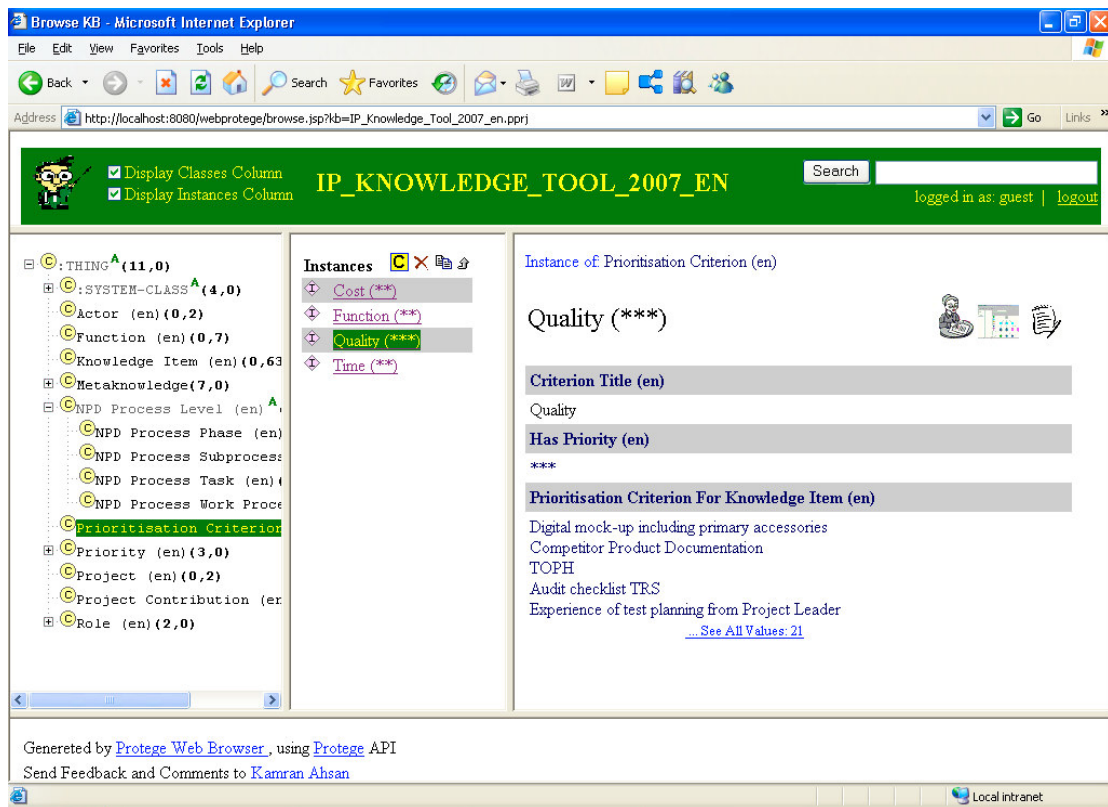 Browse KB - Microsoft Internet Explorer
File Edit View Favorites Tools Help
Back Search Favorites
Address http://localhost:8080/webprotege/browse.jsp?kb=IP_Knowledge_Tool_2007_en.pprj Go Links »
Display Classes Column
Display Instances Column
IP_KNOWLEDGE_TOOL_2007_EN
Search
logged in as: guest | logout
C :THING A (11,0)
C :SYSTEM-CLASS A (4,0)
C Actor (en) (0,2)
C Function (en) (0,7)
C Knowledge Item (en) (0,63
C Metaknowledge (7,0)
C NPD Process Level (en) A
C NPD Process Phase (en)
C NPD Process Subprocess
C NPD Process Task (en) (
C NPD Process Work Proce
C Prioritisation Criterion
C Priority (en) (3,0)
C Project (en) (0,2)
C Project Contribution (en
C Role (en) (2,0)
Instances C
I Cost (**)
I Function (**)
I Quality (***)
I Time (**)
Instance of: Prioritisation Criterion (en)
Quality (***)
Criterion Title (en)
Quality
Has Priority (en)
***
Prioritisation Criterion For Knowledge Item (en)
Digital mock-up including primary accessories
Competitor Product Documentation
TOPH
Audit checklist TRS
Experience of test planning from Project Leader
... See All Values: 21
Genereted by Protege Web Browser , using Protege API
Send Feedback and Comments to Kamran Ahsan
Local intranet